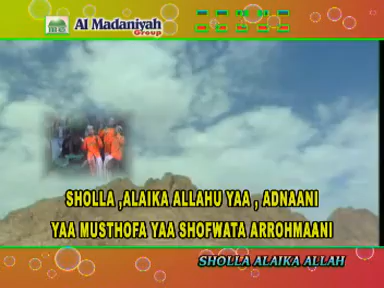 Al Madaniyah
Group
SHOLLA ,ALAIKA ALLAHU YAA , ADNAANI
YAA MUSTHOFA YAA SHOFWATA ARROHMAANI
SHOLLA ALAIKA ALLAH